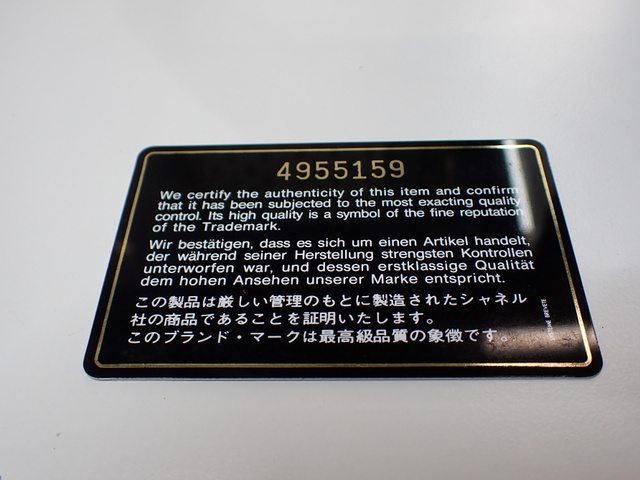 4955159
We certify the authenticity of this item and confirm
that it has been subjected to the most exacting quality
control. Its high quality is a symbol of the fine reputation
of the Trademark.
Wir bestätigen, dass es sich um einen Artikel handelt,
der während seiner Herstellung strengsten Kontrollen
unterworfen war, und dessen erstklassige Qualität
dem hohen Ansehen unserer Marke entspricht.
この製品は厳しい管理のもとに製造されたシャネル
社の商品であることを証明いたします。
このブランド・マークは最高級品質の象徴です。